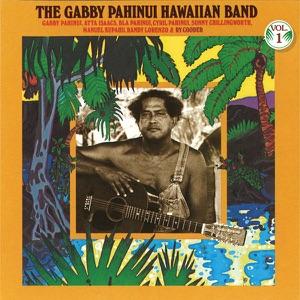 THE GABBY PAHINUI HAWAIIAN BAND
GABBY PAHINUI, ATTA ISAACS, BLA PAHINUI, CYRIL PAHINUI, SONNY CHILLINGWORTH,
MANUEL KUPAHU, RANDY LORENZO & RY COODER
VOL.
1